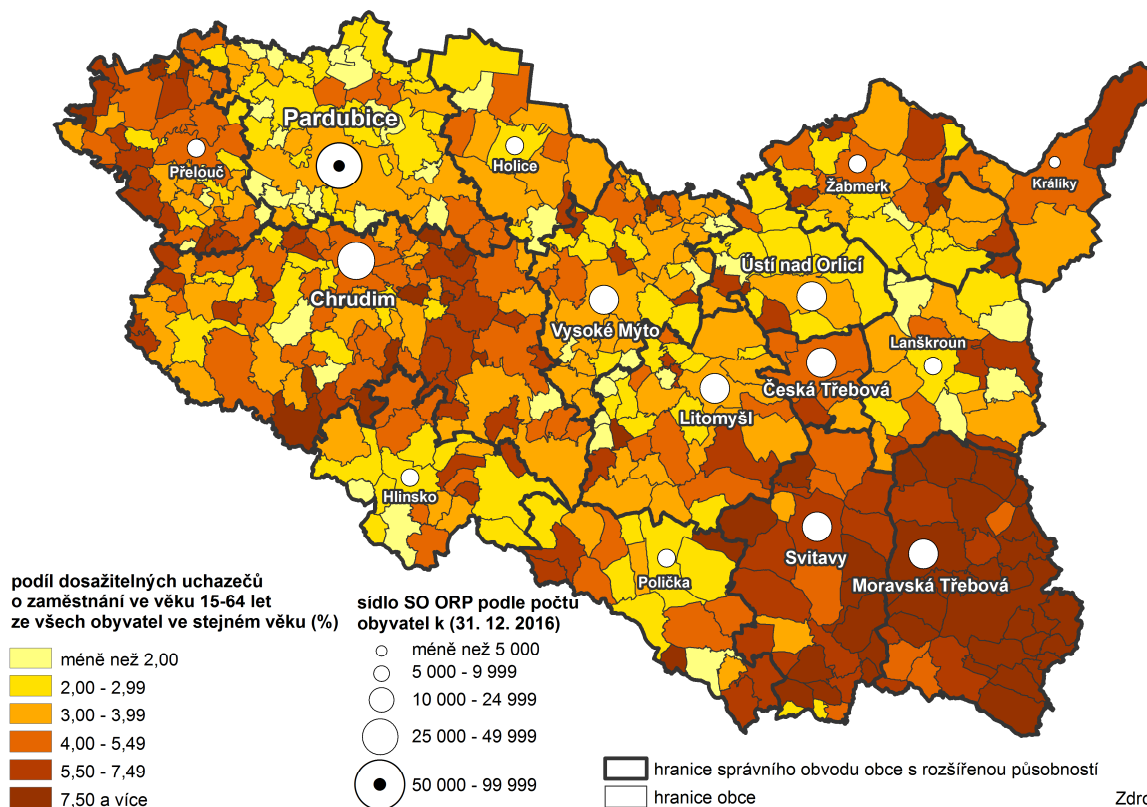 Pardubice
Přelouč
Holice
Žabmerk
Králíky
Chrudim
Ústí nad Orlicí
Vysoké Mýto
Lanškroun
Česká Třebová
Litomyšl
Hlinsko
Svitavy
Polička
Moravská Třebová
podíl dosažitelných uchazečů
o zaměstnání ve věku 15-64 let
ze všech obyvatel ve stejném věku (%)
méně než 2,00
2,00 - 2,99
3,00 - 3,99
4,00 - 5,49
5,50 - 7,49
7,50 a více
sídlo SO ORP podle počtu
obyvatel k (31. 12. 2016)
méně než 5 000
5 000 - 9 999
10 000 - 24 999
25 000 - 49 999
50 000 - 99 999
hranice správního obvodu obce s rozšířenou působností
hranice obce
Zdro